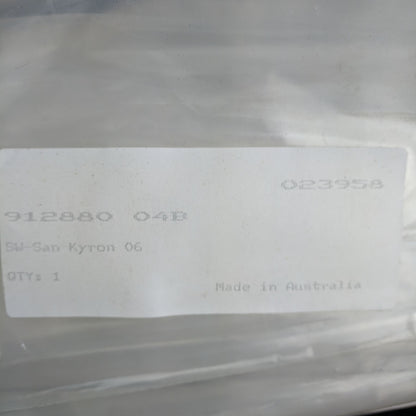 023958
912880 04B
SW-San Kyron 06
QTY: 1
Made in Australia